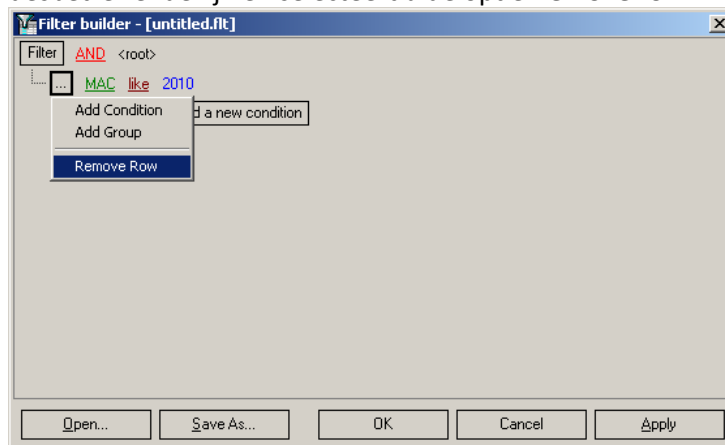 Filter builder - [untitled.flt]
Filter AND <root>
... MAC like 2010
Add Condition
d a new condition
Add Group
Remove Row
Open... Save As... OK Cancel Apply